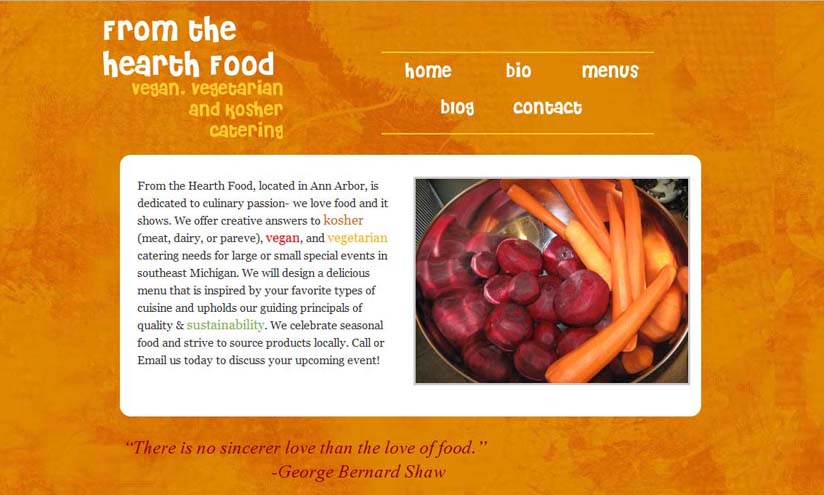 From the
hearth Food
vegan, vegetarian
and kosher
catering
home bio menus
blog contact
From the Hearth Food, located in Ann Arbor, is
dedicated to culinary passion- we love food and it
shows. We offer creative answers to kosher
(meat, dairy, or pareve), vegan, and vegetarian
catering needs for large or small special events in
southeast Michigan. We will design a delicious
menu that is inspired by your favorite types of
cuisine and upholds our guiding principals of
quality & sustainability. We celebrate seasonal
food and strive to source products locally. Call or
Email us today to discuss your upcoming event!
“There is no sincerer love than the love of food.”
-George Bernard Shaw